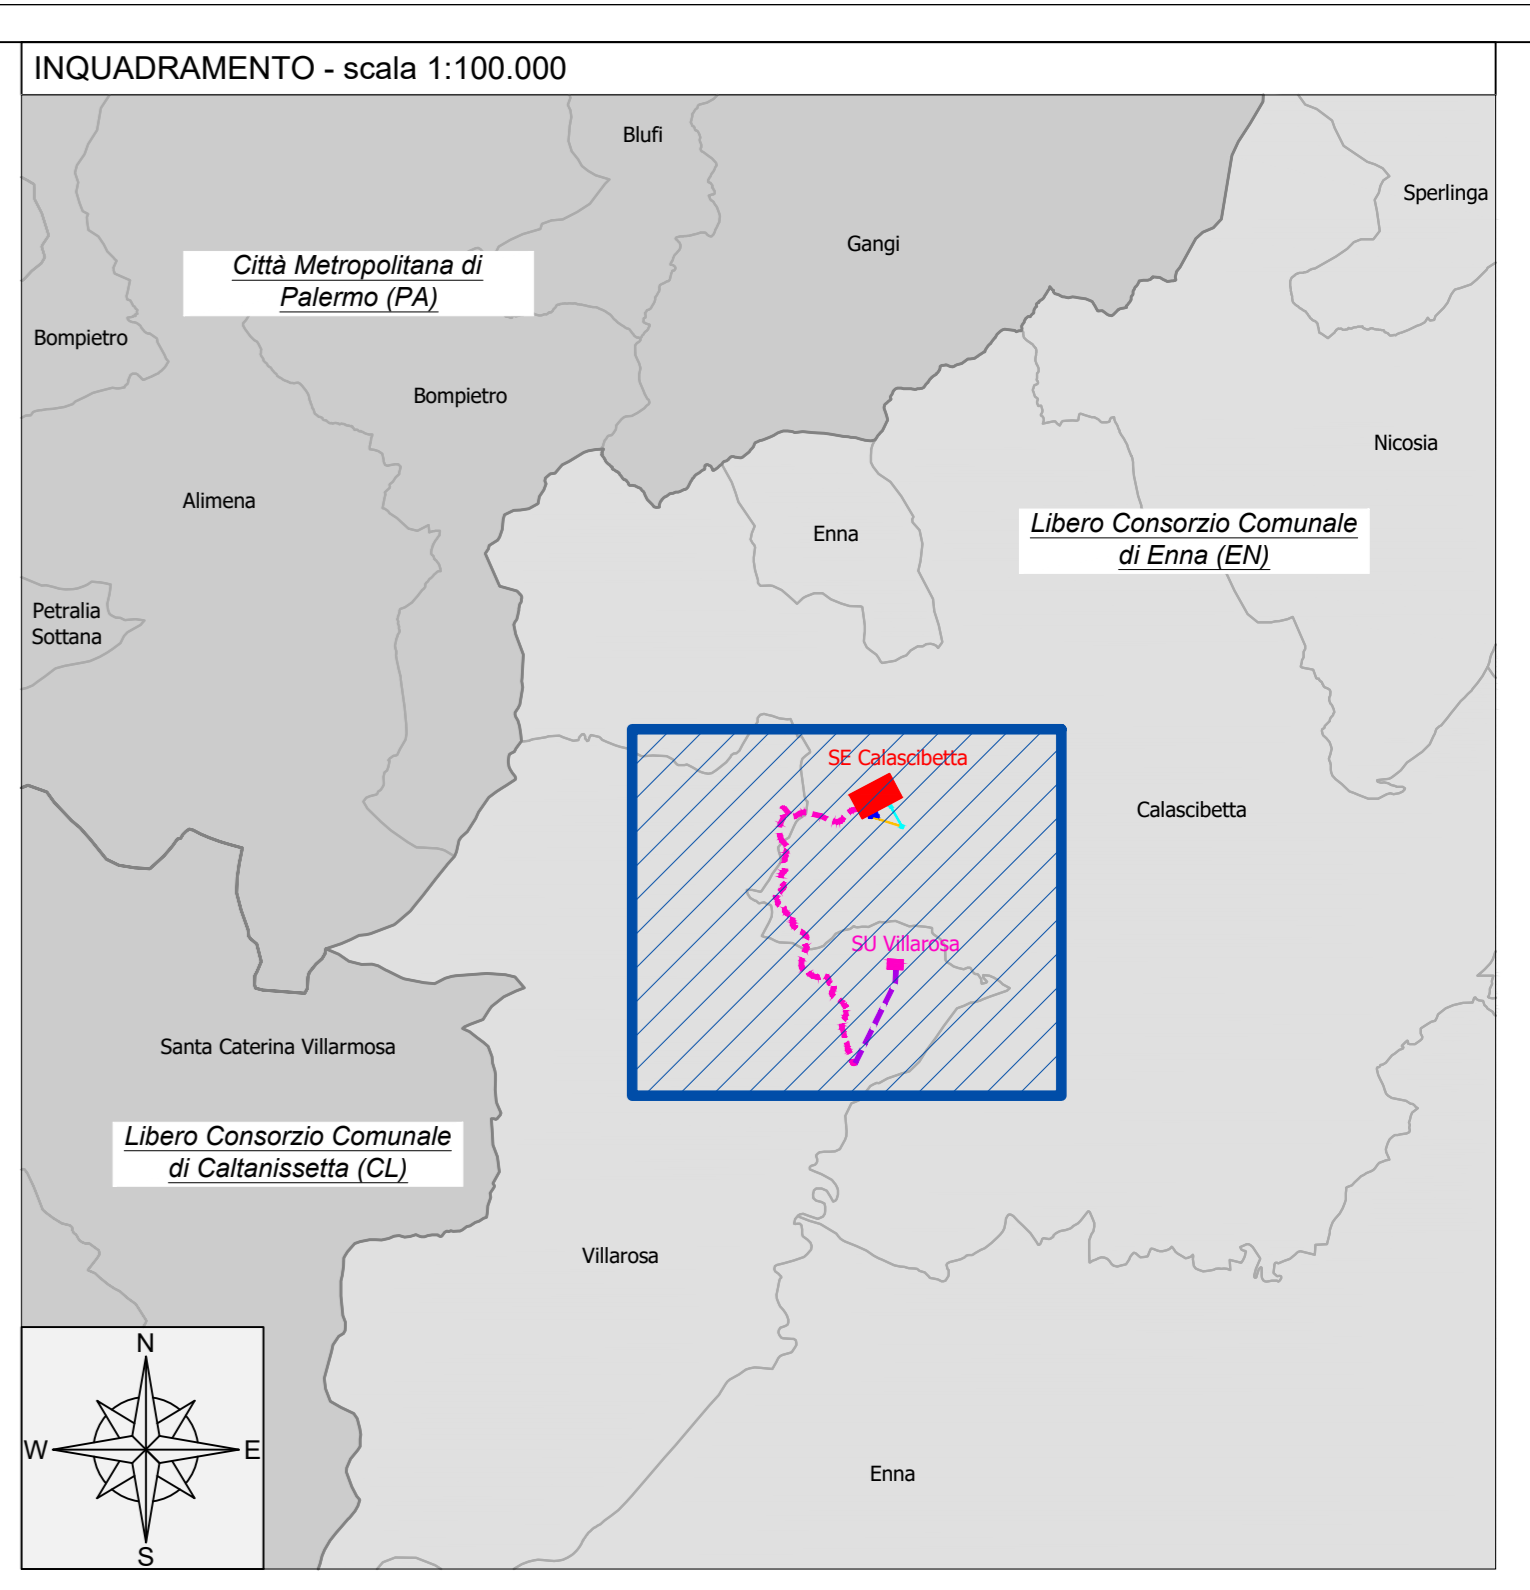 INQUADRAMENTO - scala 1:100.000
Blufi
Sperlinga
Gangi
Città Metropolitana di
Palermo (PA)
Bompietro
Bompietro
Nicosia
Alimena
Enna
Libero Consorzio Comunale
di Enna (EN)
Petralia
Sottana
SE Calascibetta
Calascibetta
SU Villarosa
Santa Caterina Villarmosa
Libero Consorzio Comunale
di Caltanissetta (CL)
Villarosa
N
W
E
S
Enna